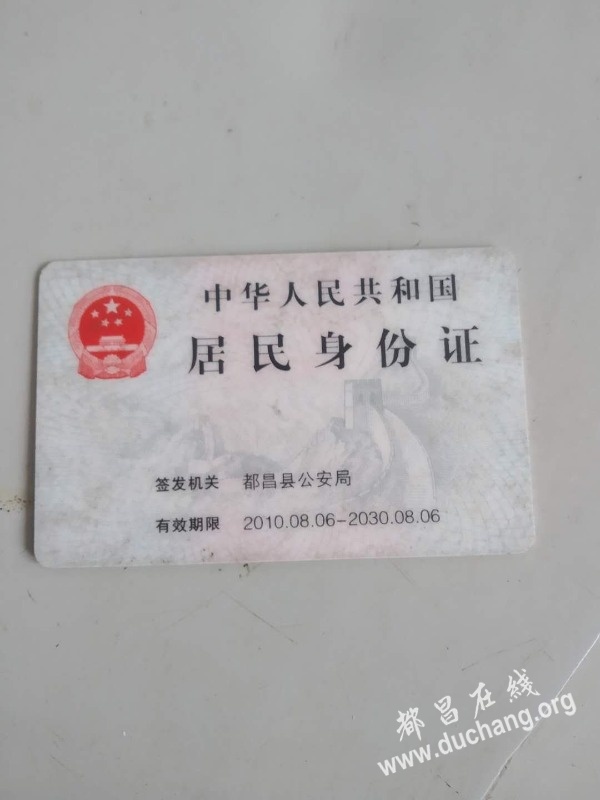 中华人民共和国
居民身份证
签发机关 都昌县公安局
有效期限 2010.08.06-2030.08.06
都昌在綫
www.duchang.org